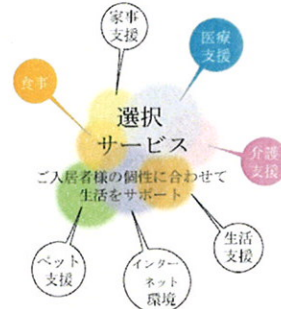 家事
支援
医療
支援
食事
選択
サービス
介護
支援
ご入居者様の個性に合わせて
生活をサポート
生活
支援
ペット
支援
インター
ネット
環境